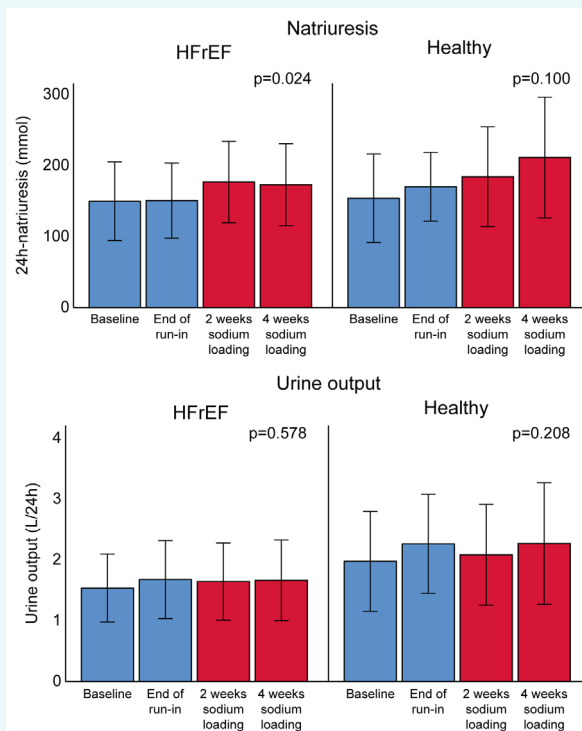 Natriuresis
HFrEF
Healthy
p=0.024
p=0.100
24h-natriuresis (mmol)
300
200
100
0
Baseline
End of
run-in
2 weeks
sodium
loading
4 weeks
sodium
loading
Baseline
End of
run-in
2 weeks
sodium
loading
4 weeks
sodium
loading
Urine output
HFrEF
Healthy
p=0.578
p=0.208
Urine output (L/24h)
4
3
2
1
0
Baseline
End of
run-in
2 weeks
sodium
loading
4 weeks
sodium
loading
Baseline
End of
run-in
2 weeks
sodium
loading
4 weeks
sodium
loading